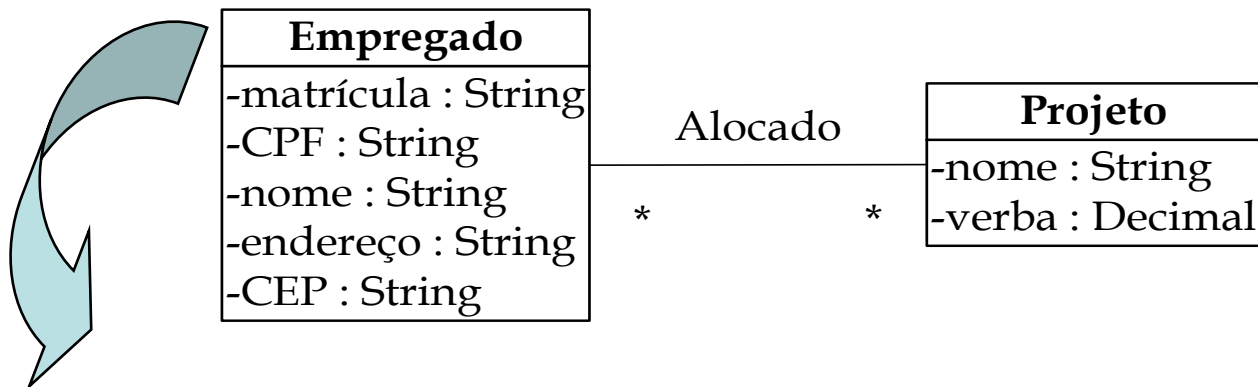 Empregado
-matrícula : String
-CPF : String
-nome : String
-endereço : String
-CEP : String
Alocado
* *
Projeto
-nome : String
-verba : Decimal